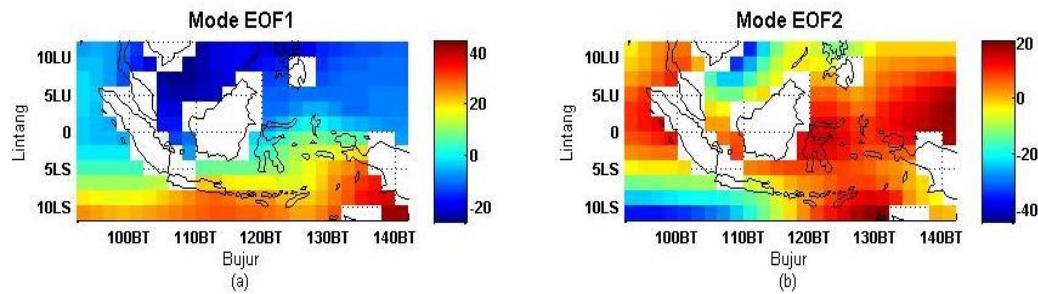 Mode EOF1
Lintang
10LU
5LU
0
5LS
10LS
100BT 110BT 120BT 130BT 140BT
Bujur
(a)
40
20
0
-20
Mode EOF2
Lintang
10LU
5LU
0
5LS
10LS
100BT 110BT 120BT 130BT 140BT
Bujur
(b)
20
0
-20
-40